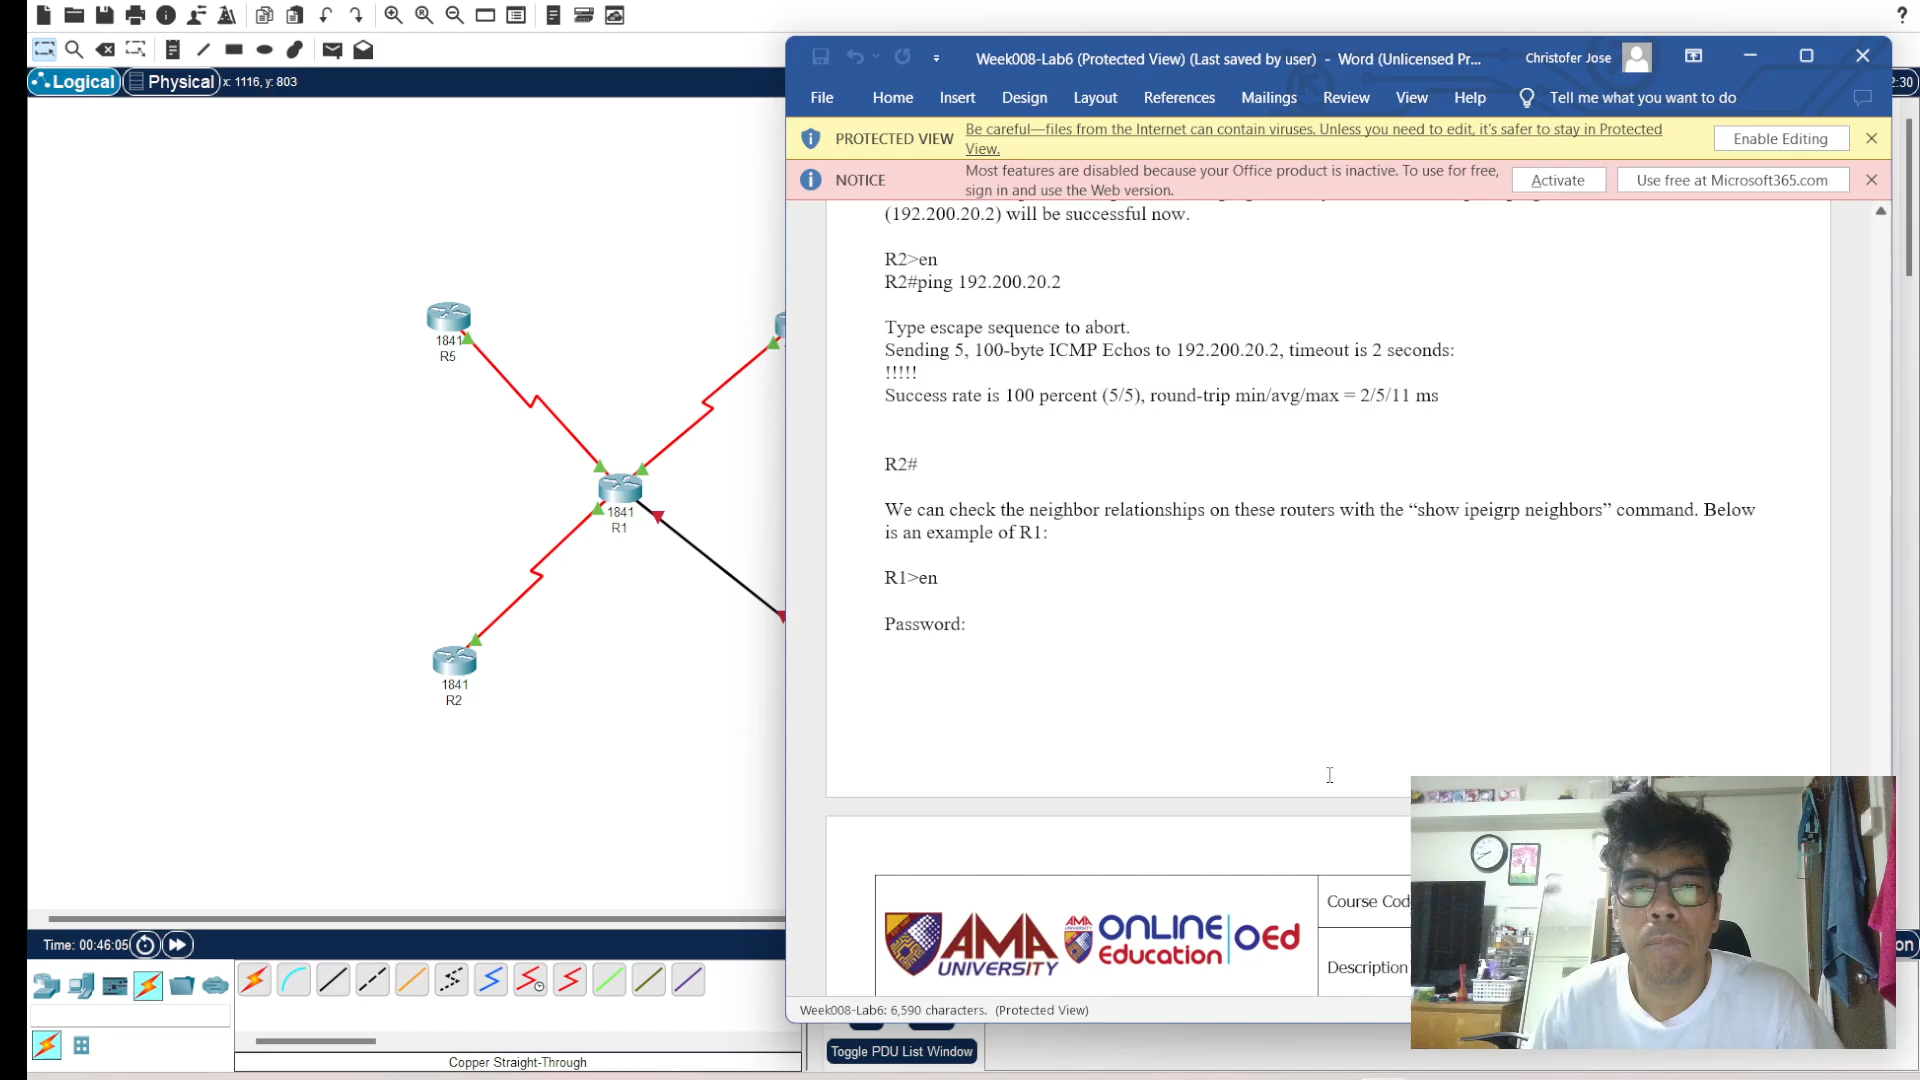 ?
Logical
Physical
x: 1116, y: 803
1841
R5
1841
R1
1841
R2
Time: 00:46:05
Copper Straight-Through
Toggle PDU List Window
2:30
on
Week008-Lab6 (Protected View) (Last saved by user) - Word (Unlicensed Pr...
Christofer Jose
File
Home
Insert
Design
Layout
References
Mailings
Review
View
Help
Tell me what you want to do
PROTECTED VIEW
Be careful—files from the Internet can contain viruses. Unless you need to edit, it's safer to stay in Protected
View.
Enable Editing
NOTICE
Most features are disabled because your Office product is inactive. To use for free,
sign in and use the Web version.
Activate
Use free at Microsoft365.com
(192.200.20.2) will be successful now.
R2>en
R2#ping 192.200.20.2
Type escape sequence to abort.
Sending 5, 100-byte ICMP Echos to 192.200.20.2, timeout is 2 seconds:
!!!!!
Success rate is 100 percent (5/5), round-trip min/avg/max = 2/5/11 ms
R2#
We can check the neighbor relationships on these routers with the “show ipeigrp neighbors” command. Below
is an example of R1:
R1>en
Password:
AMA
UNIVERSITY
AMA
UNIVERSITY
ONLINE
Education
OEd
Course Cod
Description
Week008-Lab6: 6,590 characters. (Protected View)